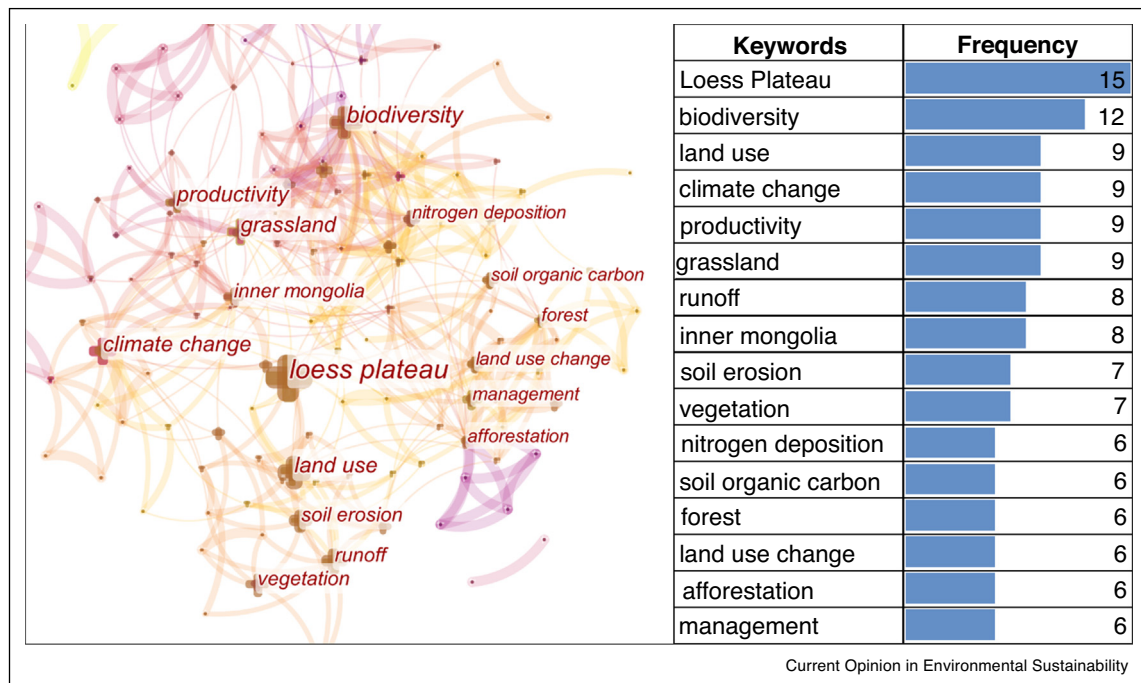 biodiversity
productivity
grassland
nitrogen deposition
soil organic carbon
inner mongolia
forest
climate change
land use change
loess plateau
management
afforestation
land use
soil erosion
runoff
vegetation
Keywords Frequency
Loess Plateau 15
biodiversity 12
land use 9
climate change 9
productivity 9
grassland 9
runoff 8
inner mongolia 8
soil erosion 7
vegetation 7
nitrogen deposition 6
soil organic carbon 6
forest 6
land use change 6
afforestation 6
management 6
Current Opinion in Environmental Sustainability